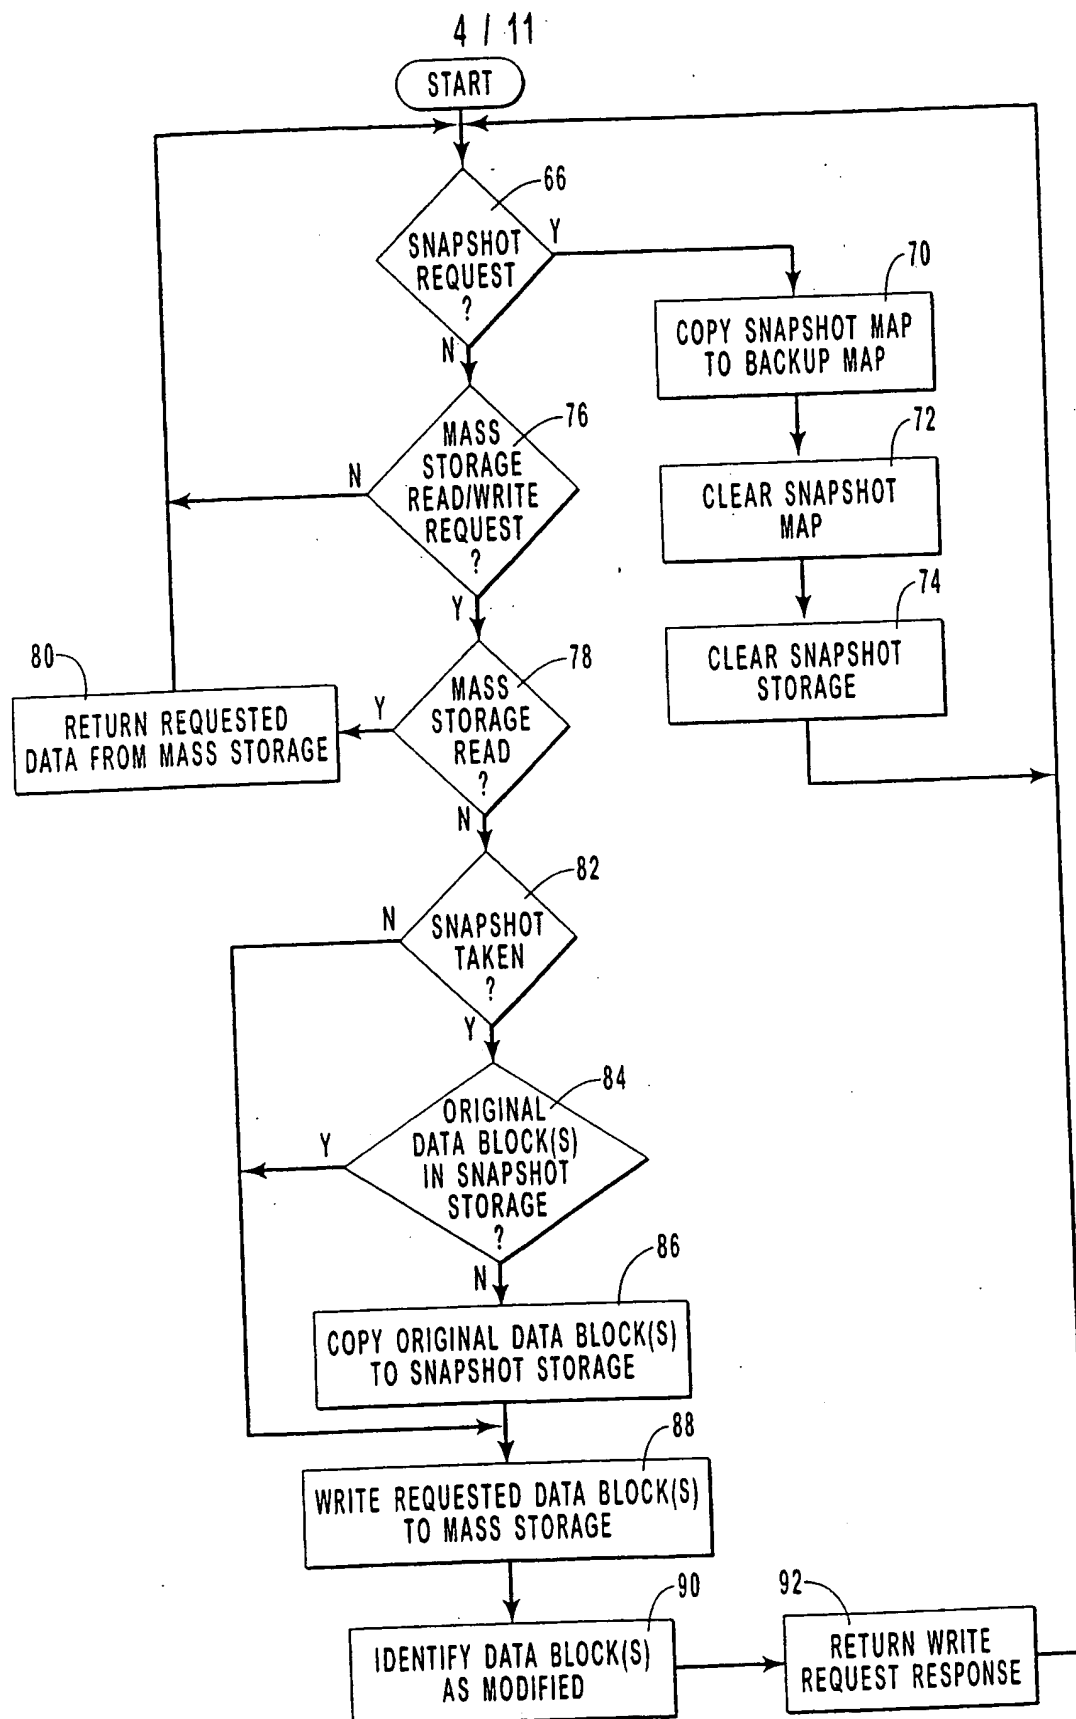 4 / 11
START
66
SNAPSHOT
REQUEST
?
Y
N
70
COPY SNAPSHOT MAP
TO BACKUP MAP
76
MASS
STORAGE
READ/WRITE
REQUEST
?
N
Y
72
CLEAR SNAPSHOT
MAP
74
CLEAR SNAPSHOT
STORAGE
78
MASS
STORAGE
READ
?
Y
N
80
RETURN REQUESTED
DATA FROM MASS STORAGE
82
SNAPSHOT
TAKEN
?
N
Y
84
ORIGINAL
DATA BLOCK(S)
IN SNAPSHOT
STORAGE
?
Y
N
86
COPY ORIGINAL DATA BLOCK(S)
TO SNAPSHOT STORAGE
88
WRITE REQUESTED DATA BLOCK(S)
TO MASS STORAGE
90
IDENTIFY DATA BLOCK(S)
AS MODIFIED
92
RETURN WRITE
REQUEST RESPONSE